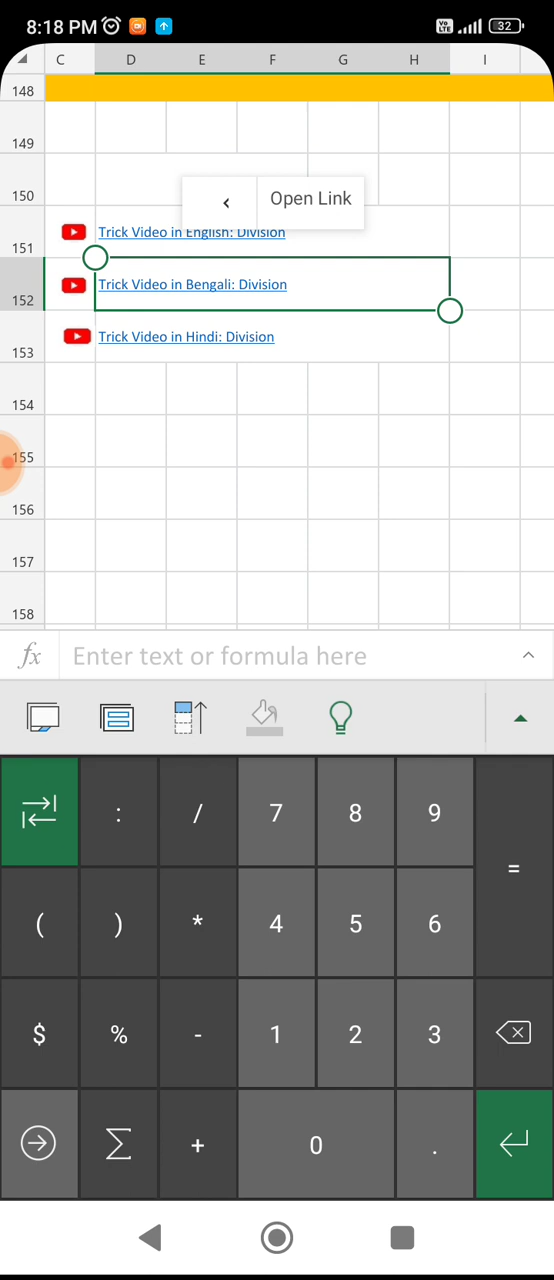 8:18 PM Vo LTE 32
C D E F G H I
148
149
150
‹ Open Link
151 Trick Video in English: Division
152 Trick Video in Bengali: Division
153 Trick Video in Hindi: Division
154
155
156
157
158
fx Enter text or formula here
: / 7 8 9
=
( ) * 4 5 6
$ % - 1 2 3
Σ + 0 .